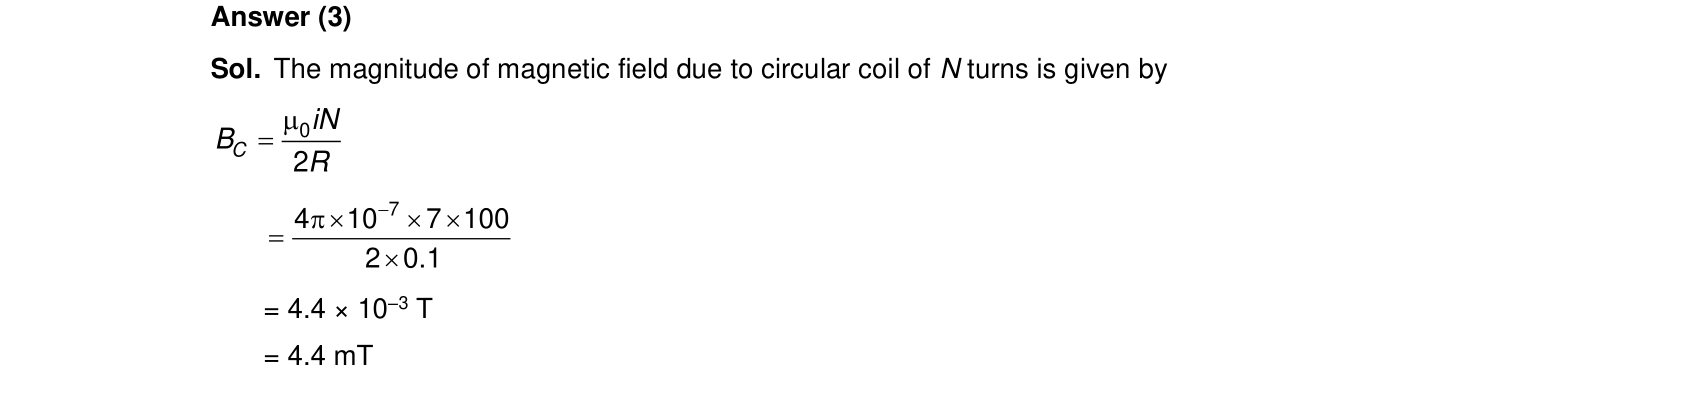 Answer (3)
Sol. The magnitude of magnetic field due to circular coil of N turns is given by
B_C = μ₀iN / 2R
= 4π×10⁻⁷ ×7×100 / 2×0.1
= 4.4 × 10⁻³ T
= 4.4 mT